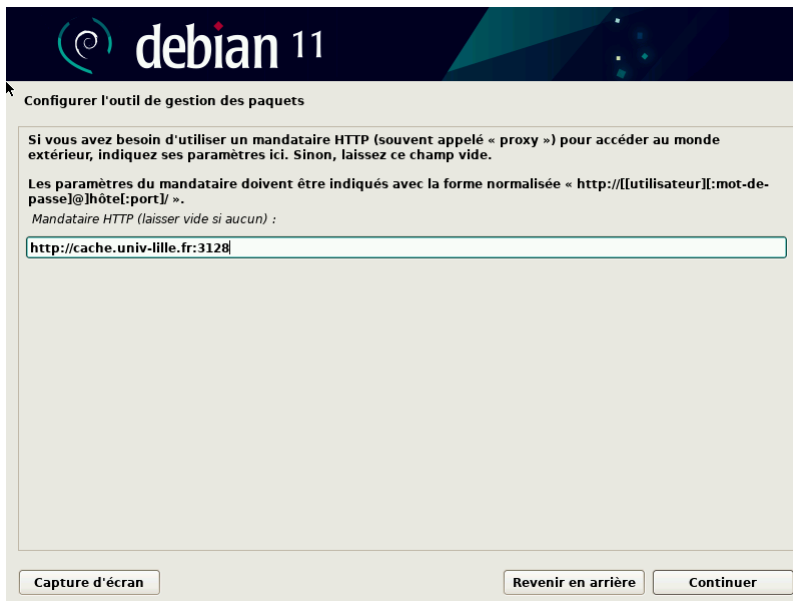 debian 11
Configurer l'outil de gestion des paquets
Si vous avez besoin d'utiliser un mandataire HTTP (souvent appelé « proxy ») pour accéder au monde
extérieur, indiquez ses paramètres ici. Sinon, laissez ce champ vide.
Les paramètres du mandataire doivent être indiqués avec la forme normalisée « http://[[utilisateur][:mot-de-
passe]@]hôte[:port]/ ».
Mandataire HTTP (laisser vide si aucun) :
http://cache.univ-lille.fr:3128
Capture d'écran
Revenir en arrière
Continuer